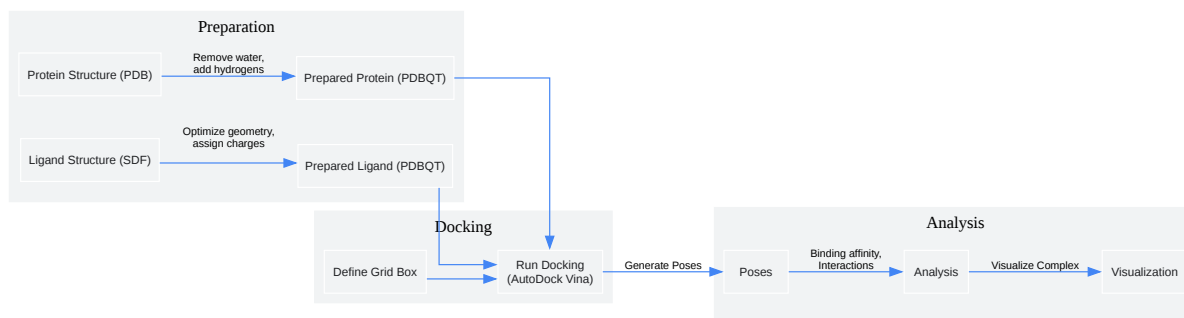 Preparation
Protein Structure (PDB)
Remove water,
add hydrogens
Prepared Protein (PDBQT)
Ligand Structure (SDF)
Optimize geometry,
assign charges
Prepared Ligand (PDBQT)
Docking
Define Grid Box
Run Docking
(AutoDock Vina)
Generate Poses
Analysis
Poses
Binding affinity,
Interactions
Analysis
Visualize Complex
Visualization